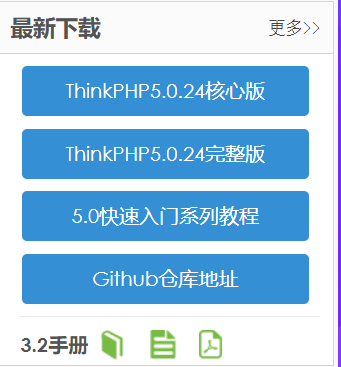 最新下载 更多>>
ThinkPHP5.0.24核心版
ThinkPHP5.0.24完整版
5.0快速入门系列教程
Github仓库地址
3.2手册